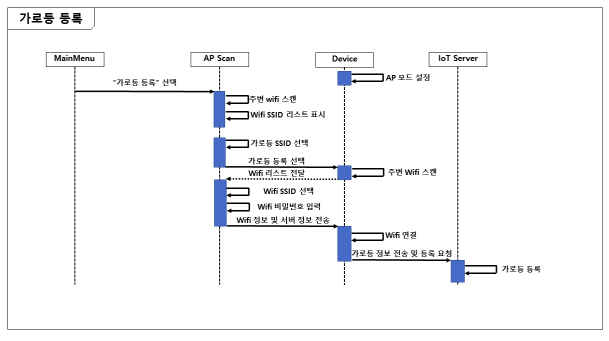 가로등 등록
MainMenu
AP Scan
Device
IoT Server
AP 모드 설정
"가로등 등록" 선택
주번 wifi 스캔
Wifi SSID 리스트 표시
가로등 SSID 선택
가로등 등록 선택
Wifi 리스트 전달
주번 Wifi 스캔
Wifi SSID 선택
Wifi 비밀번호 입력
Wifi 정보 및 서버 정보 전송
Wifi 연결
가로등 정보 전송 및 등록 요청
가로등 등록